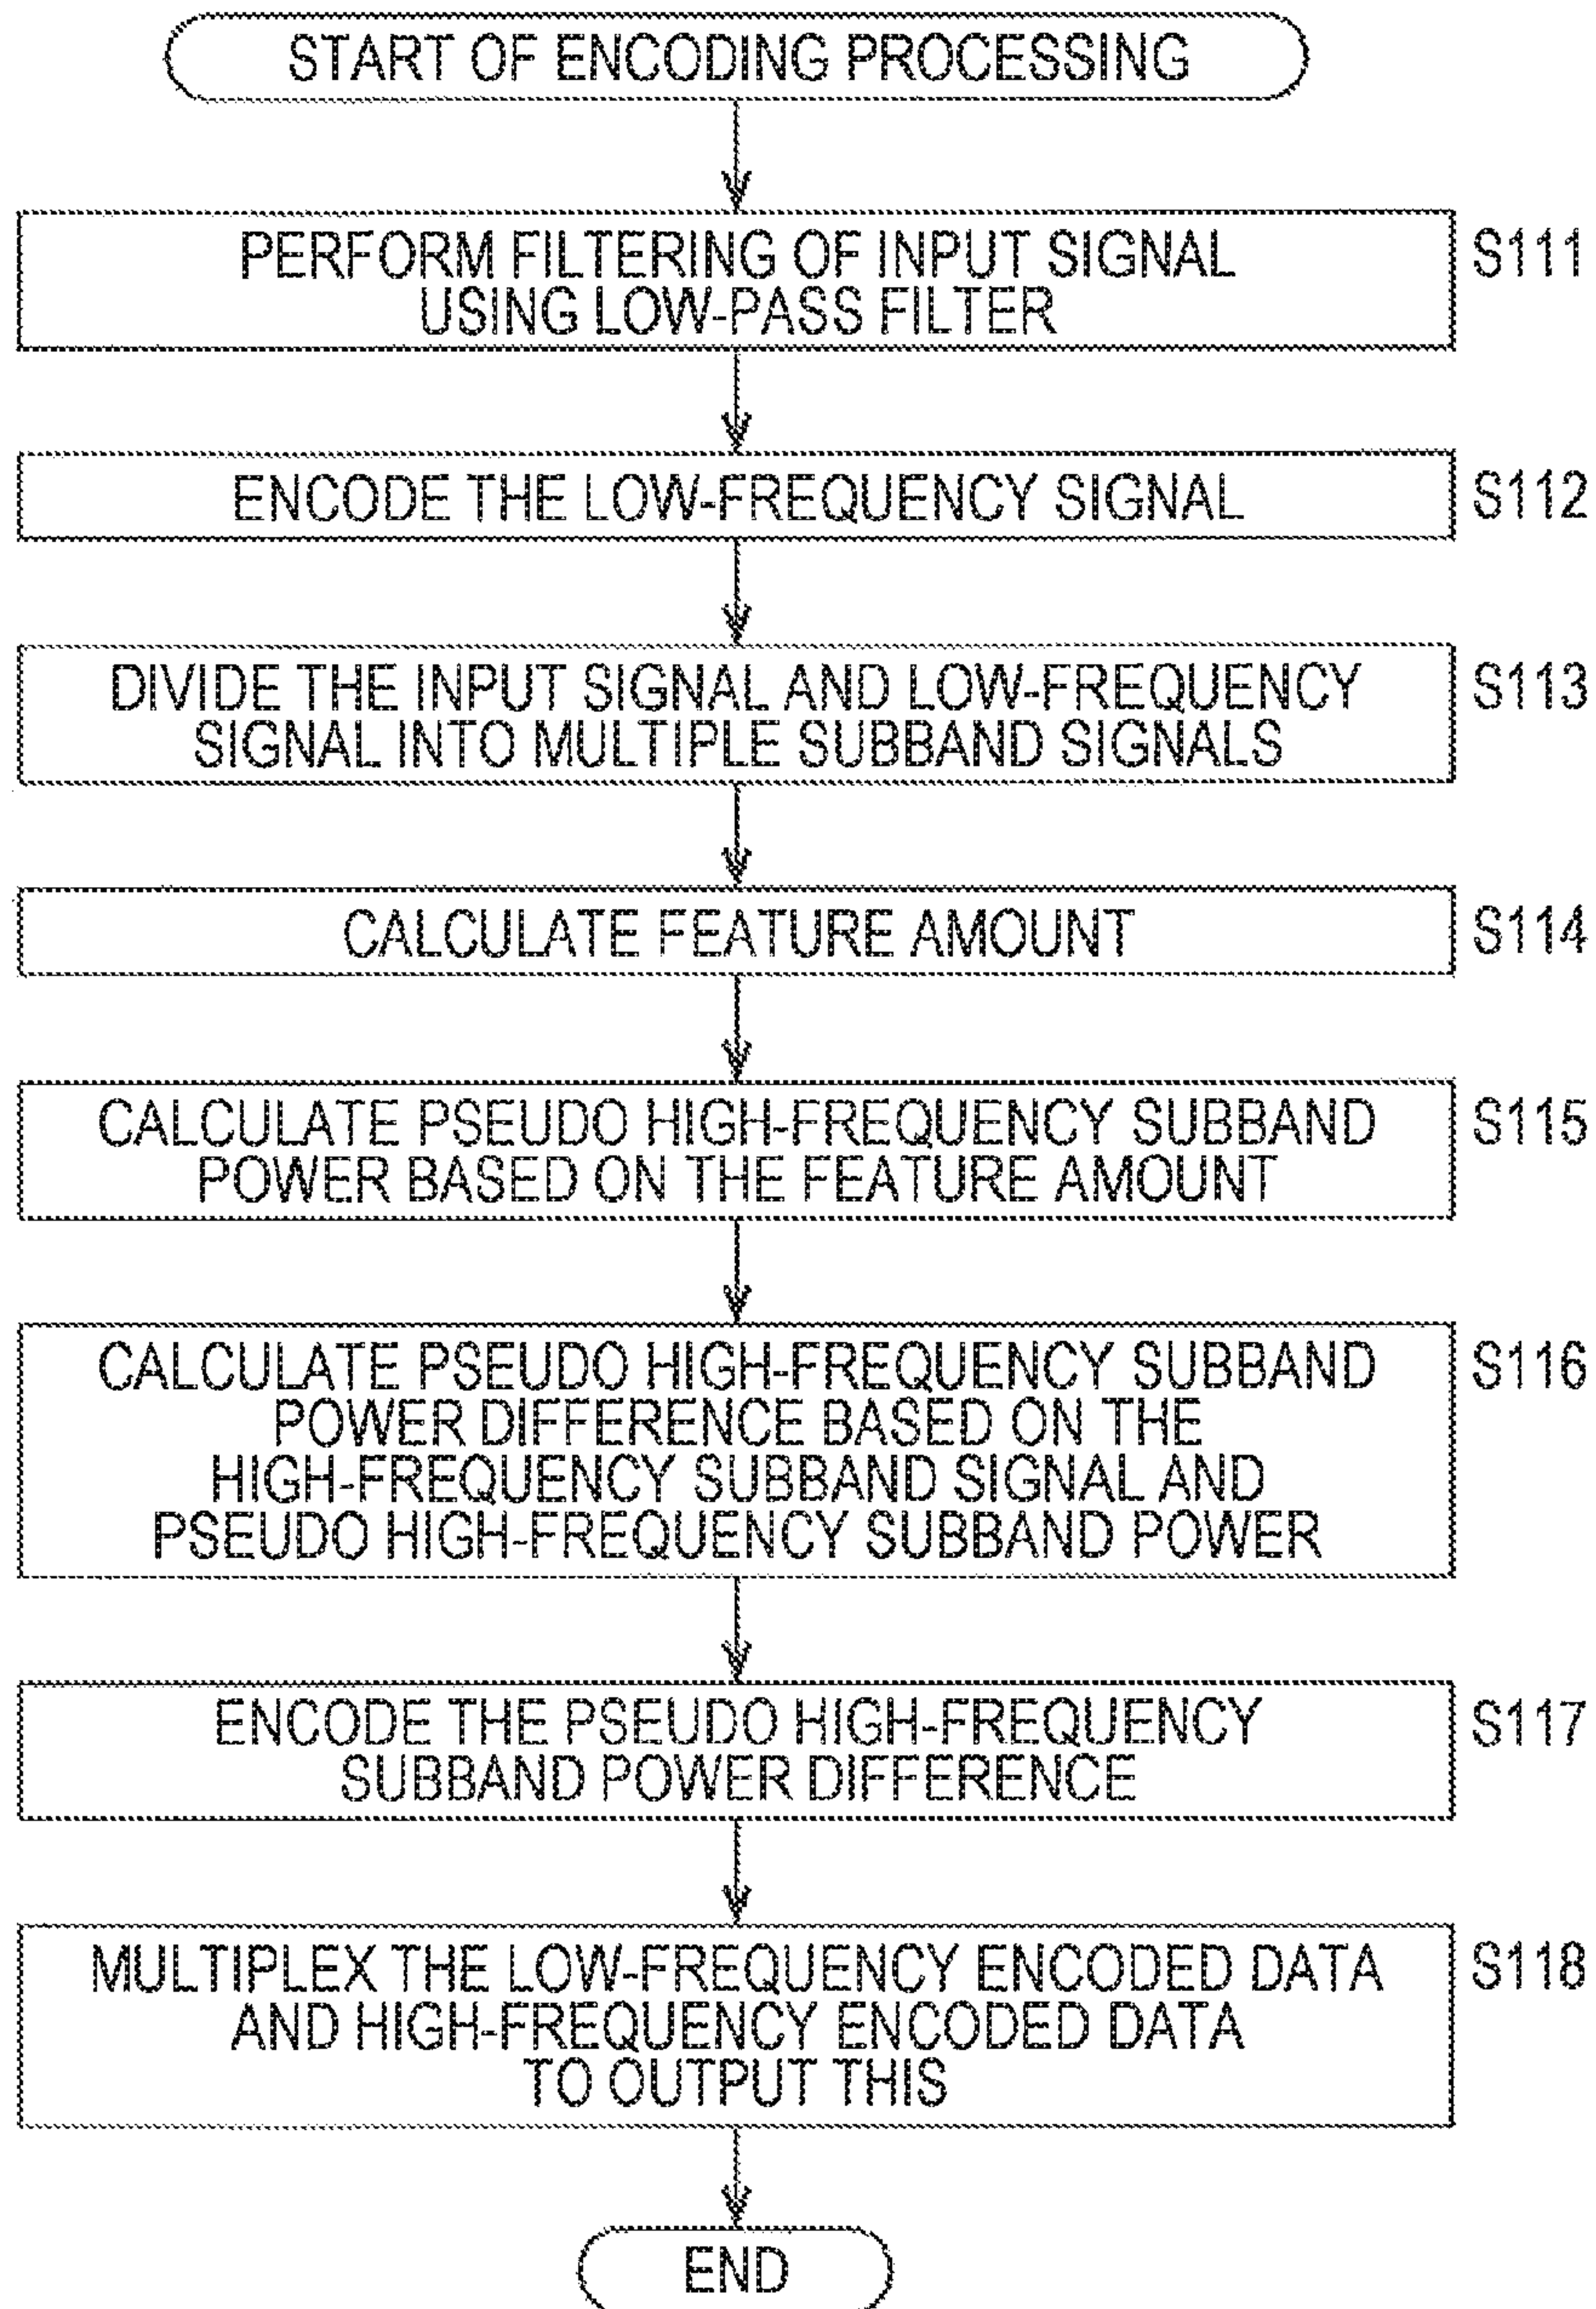 START OF ENCODING PROCESSING
PERFORM FILTERING OF INPUT SIGNAL
USING LOW-PASS FILTER
S111
ENCODE THE LOW-FREQUENCY SIGNAL
S112
DIVIDE THE INPUT SIGNAL AND LOW-FREQUENCY
SIGNAL INTO MULTIPLE SUBBAND SIGNALS
S113
CALCULATE FEATURE AMOUNT
S114
CALCULATE PSEUDO HIGH-FREQUENCY SUBBAND
POWER BASED ON THE FEATURE AMOUNT
S115
CALCULATE PSEUDO HIGH-FREQUENCY SUBBAND
POWER DIFFERENCE BASED ON THE
HIGH-FREQUENCY SUBBAND SIGNAL AND
PSEUDO HIGH-FREQUENCY SUBBAND POWER
S116
ENCODE THE PSEUDO HIGH-FREQUENCY
SUBBAND POWER DIFFERENCE
S117
MULTIPLEX THE LOW-FREQUENCY ENCODED DATA
AND HIGH-FREQUENCY ENCODED DATA
TO OUTPUT THIS
S118
END